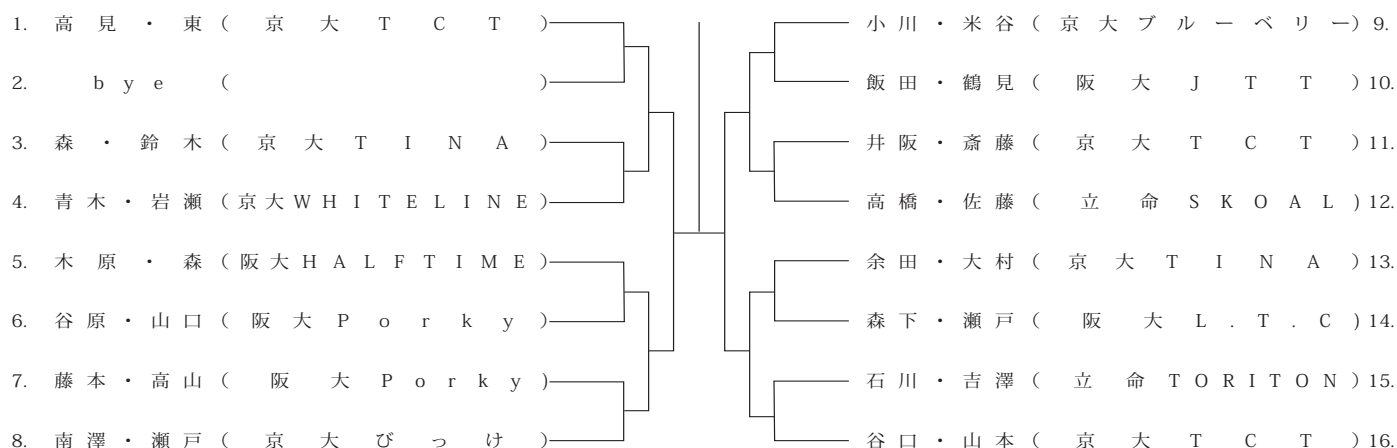 1. 高見・東(京大TCT)
2. bye ( )
3. 森・鈴木(京大TINA)
4. 青木・岩瀬(京大WHITELINE)
5. 木原・森(阪大HALFTIME)
6. 谷原・山口(阪大Porky)
7. 藤本・高山(阪大Porky)
8. 南澤・瀬戸(京大びっけ)
小川・米谷(京大ブルーベリー) 9.
飯田・鶴見(阪大JTT) 10.
井阪・斎藤(京大TCT) 11.
高橋・佐藤(立命SKOAL) 12.
余田・大村(京大TINA) 13.
森下・瀬戸(阪大L.T.C) 14.
石川・吉澤(立命TORITON) 15.
谷口・山本(京大TCT) 16.